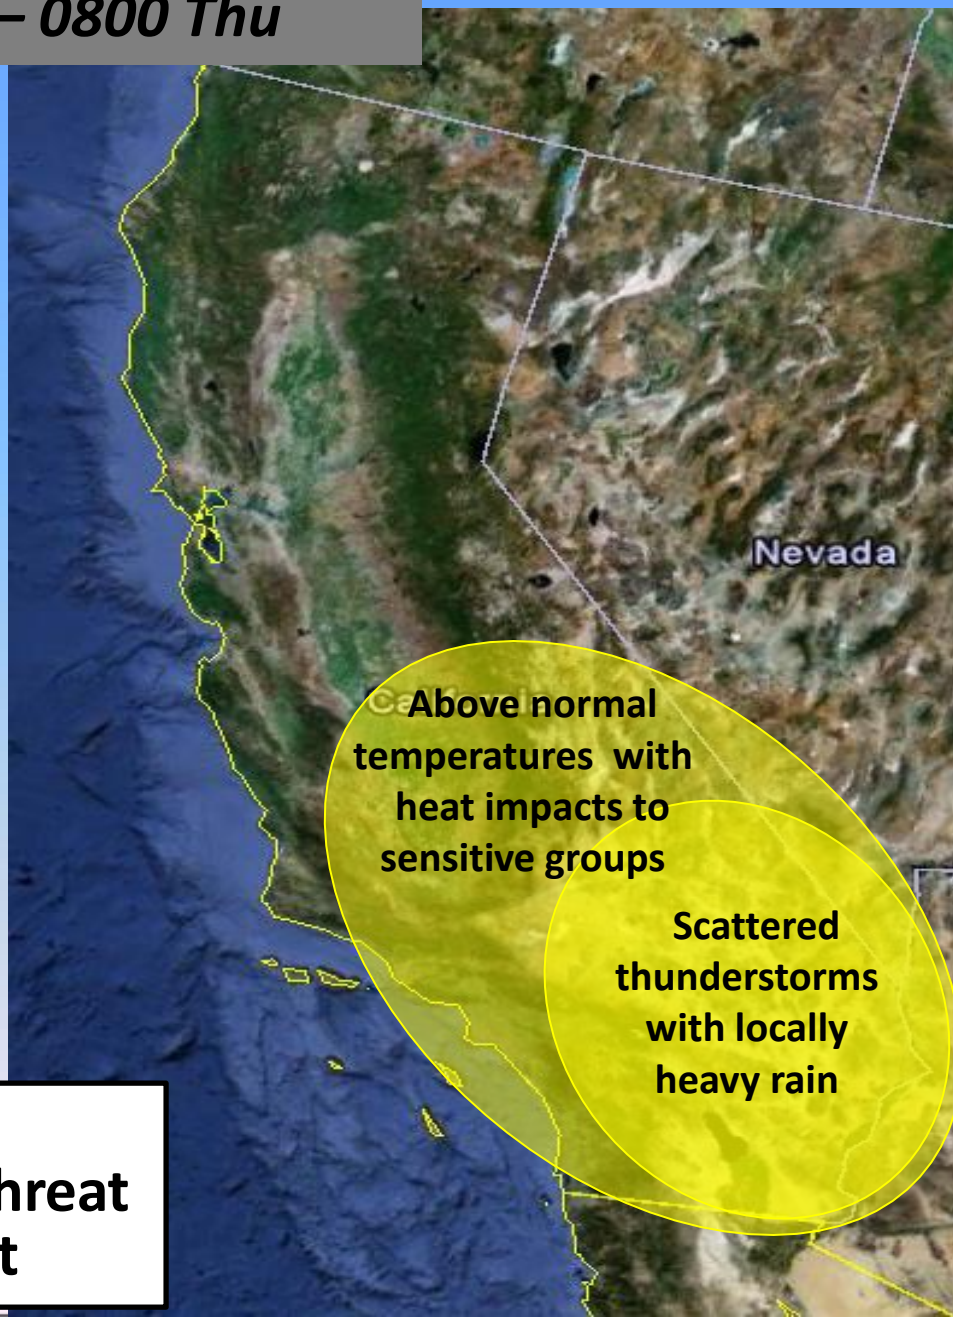 – 0800 Thu
Nevada
California
Above normal
temperatures with
heat impacts to
sensitive groups
Scattered
thunderstorms
with locally
heavy rain
hreat
t